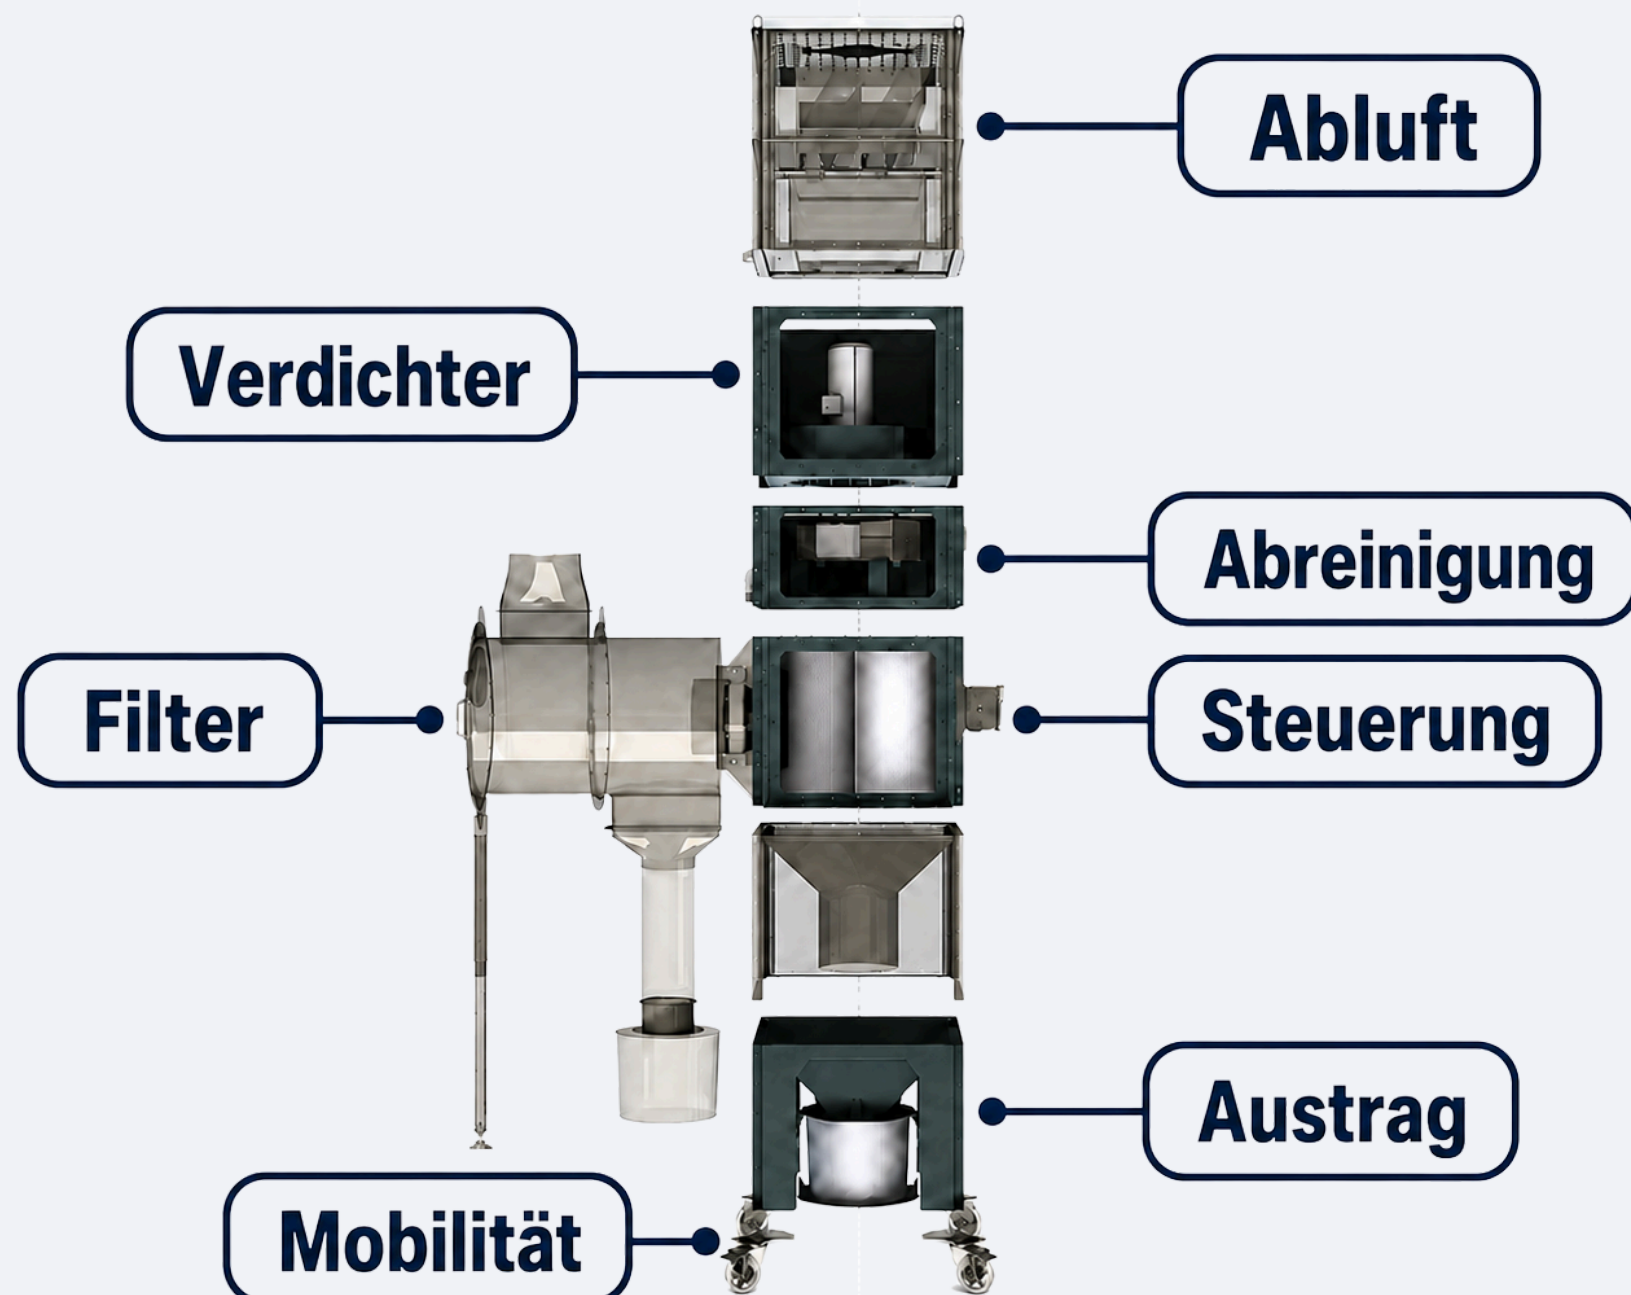 Abluft
Verdichter
Abreinigung
Filter
Steuerung
Austrag
Mobilität